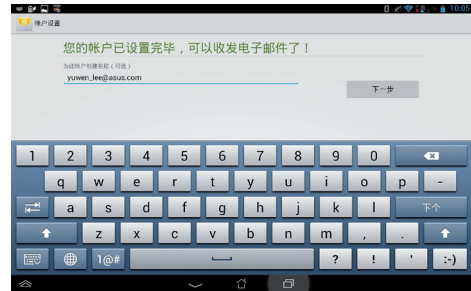 10:05
帐户设置
您的帐户已设置完毕，可以收发电子邮件了！
为此帐户创建名称（可选）
yuwen_lee@asus.com
下一步
1 2 3 4 5 6 7 8 9 0
q w e r t y u i o p -
a s d f g h j k l 下个
z x c v b n m , .
1@# ? ! ' :-)